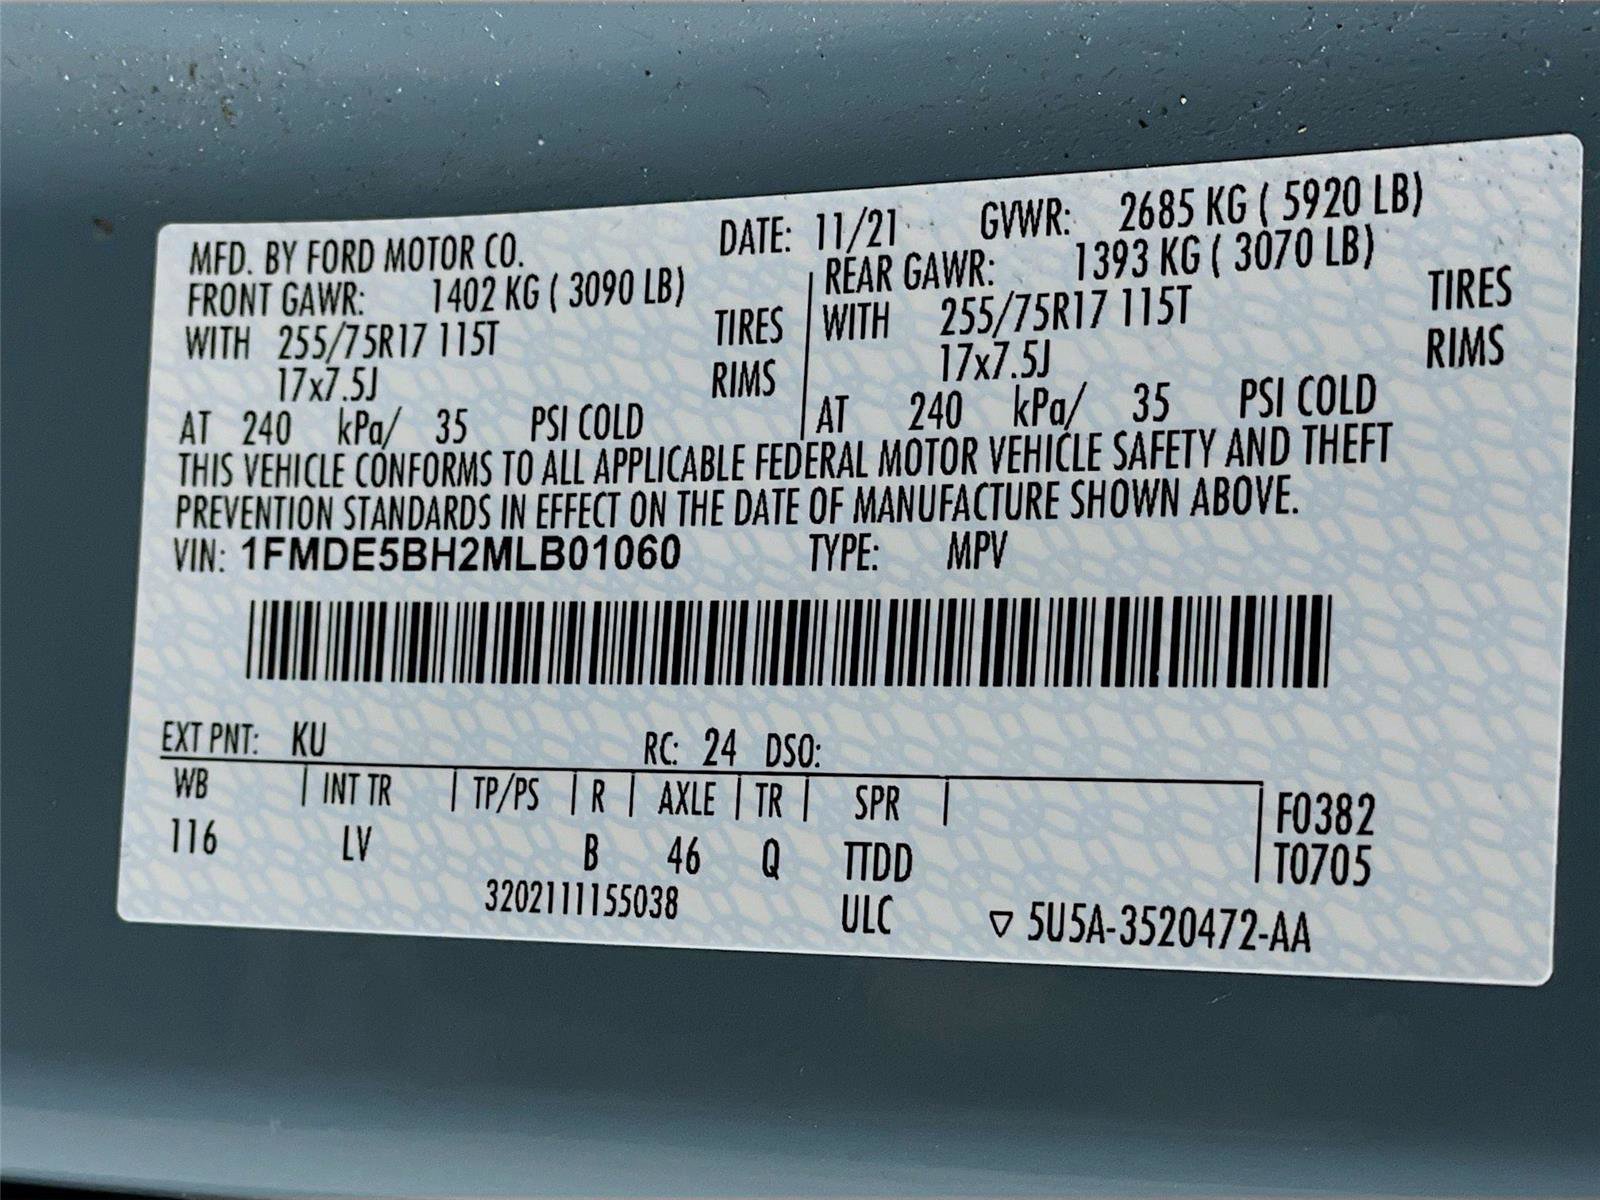 MFD. BY FORD MOTOR CO. DATE: 11/21 GVWR: 2685 KG ( 5920 LB)
FRONT GAWR: 1402 KG ( 3090 LB) REAR GAWR: 1393 KG ( 3070 LB)
WITH 255/75R17 115T TIRES WITH 255/75R17 115T TIRES
17x7.5J RIMS 17x7.5J RIMS
AT 240 kPa/ 35 PSI COLD AT 240 kPa/ 35 PSI COLD
THIS VEHICLE CONFORMS TO ALL APPLICABLE FEDERAL MOTOR VEHICLE SAFETY AND THEFT
PREVENTION STANDARDS IN EFFECT ON THE DATE OF MANUFACTURE SHOWN ABOVE.
VIN: 1FMDE5BH2MLB01060 TYPE: MPV
EXT PNT: KU RC: 24 DSO:
WB | INT TR | TP/PS | R | AXLE | TR | SPR | F0382
116 LV B 46 Q TTDD T0705
3202111155038 ULC ▽ 5U5A-3520472-AA